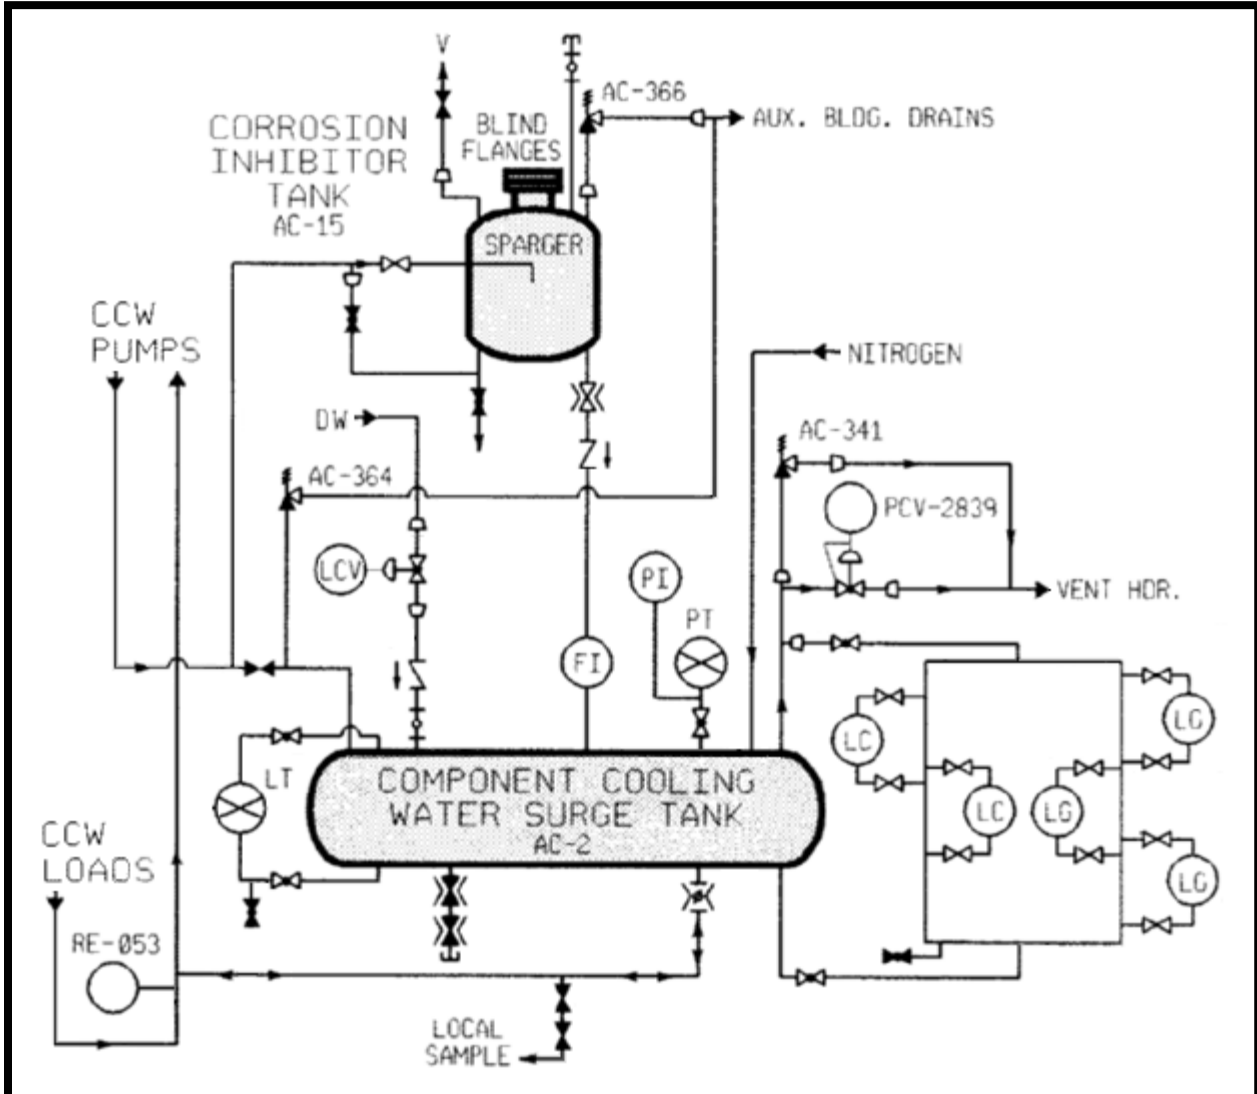 V
AC-366
AUX. BLDG. DRAINS
BLIND
FLANGES
CORROSION
INHIBITOR
TANK
AC-15
SPARGER
CCW
PUMPS
NITROGEN
DW
AC-341
AC-364
PCV-2839
LCV
PI
VENT HDR.
PT
FI
LG
LC
LT
COMPONENT COOLING
WATER SURGE TANK
AC-2
LC
LG
CCW
LOADS
LG
RE-053
LOCAL
SAMPLE